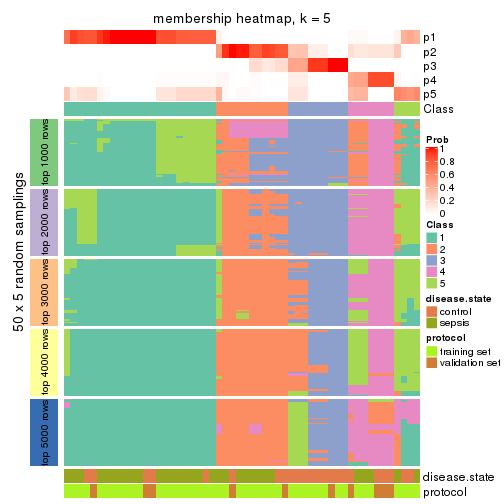 membership heatmap, k = 5
p1
p2
p3
p4
p5
Class
50 x 5 random samplings
top 1000 rows
top 2000 rows
top 3000 rows
top 4000 rows
top 5000 rows
disease.state
protocol
Prob
1
0.8
0.6
0.4
0.2
0
Class
1
2
3
4
5
disease.state
control
sepsis
protocol
training set
validation set